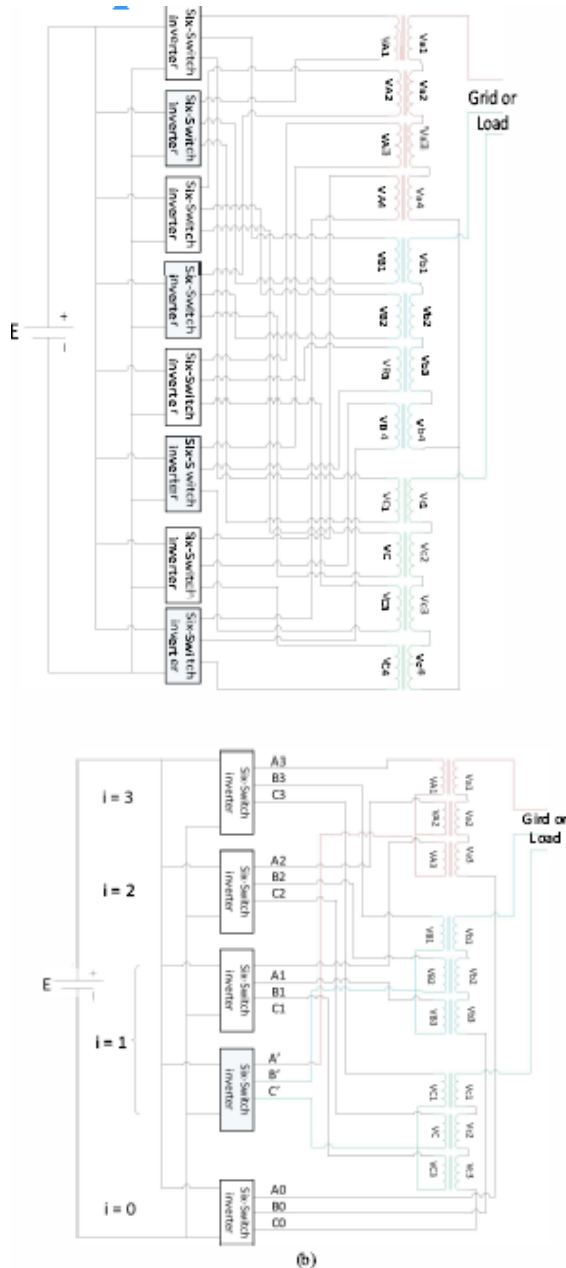 Six-Switch
inverter
VA1
Va1
Six-Switch
inverter
VA2
Va2
Grid or
Load
VA3
Va3
Six-Switch
inverter
VA4
Va4
VB1
Vb1
Six-Switch
inverter
VB2
Vb2
E
+
−
Six-Switch
inverter
VB3
Vb3
VB4
Vb4
Six-Switch
inverter
VC1
VC
Vc2
Six-Switch
inverter
VC3
Vc3
Six-Switch
inverter
VC4
Vc4
i = 3
Six-Switch
inverter
A3
B3
C3
VA1
Va1
VA2
Va2
Gird or
Load
VA3
Va3
i = 2
Six-Switch
inverter
A2
B2
C2
VB1
Vb1
E
+
−
VB2
Vb2
Six-Switch
inverter
A1
B1
C1
VB3
Vb3
i = 1
Six-Switch
inverter
A'
B'
C'
VC1
Vc1
VC
Vc2
VC3
Vc3
i = 0
Six-Switch
inverter
A0
B0
C0
(b)